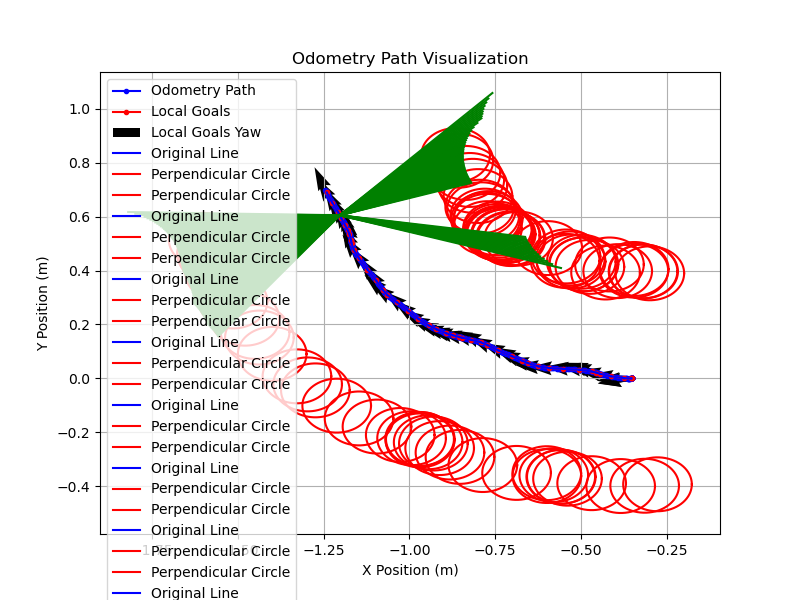 Odometry Path Visualization
Y Position (m)
1.0
0.8
0.6
0.4
0.2
0.0
−0.2
−0.4
Odometry Path
Local Goals
Local Goals Yaw
Original Line
Perpendicular Circle
Perpendicular Circle
Original Line
Perpendicular Circle
Perpendicular Circle
Original Line
Perpendicular Circle
Perpendicular Circle
Original Line
Perpendicular Circle
Perpendicular Circle
Original Line
Perpendicular Circle
Perpendicular Circle
Original Line
Perpendicular Circle
Perpendicular Circle
Original Line
Perpendicular Circle
Perpendicular Circle
Original Line
−1.75 −1.50 −1.25 −1.00 −0.75 −0.50 −0.25
X Position (m)